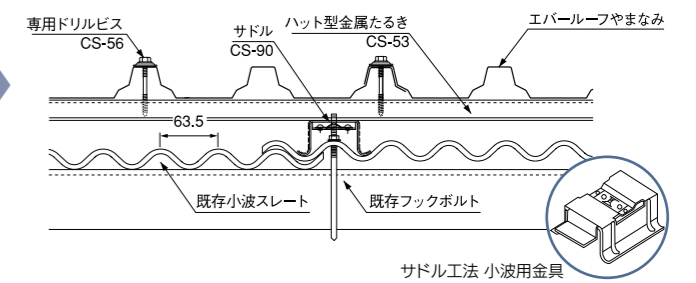 専用ドリルビス
CS-56
サドル
CS-90
ハット型金属たるき
CS-53
エバールーフやまなみ
63.5
既存小波スレート
既存フックボルト
サドル工法 小波用金具